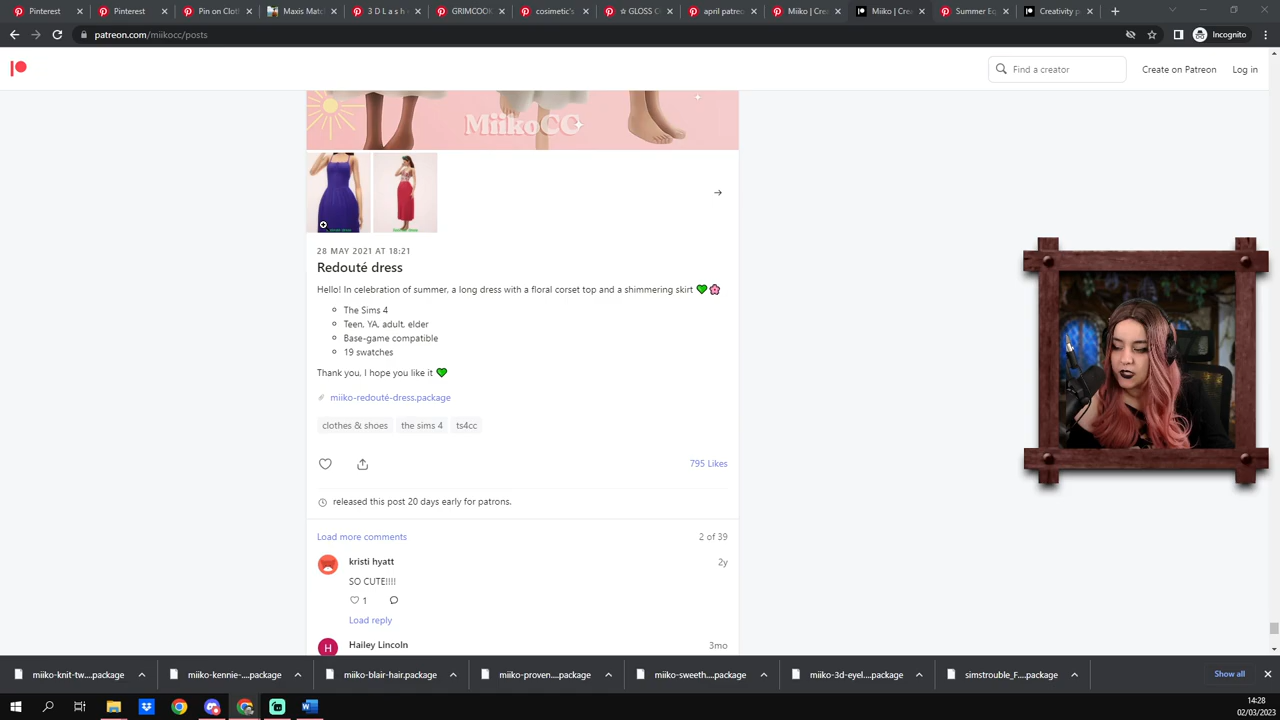 Pinterest
Pinterest
Pin on Clot
Maxis Mat
3 D L a s h
GRIMCOOK
cosimetic's
☆ GLOSS C
april patreo
Miiko | Cre
Miiko | Cre
Summer Eq
Creativity p
patreon.com/miikocc/posts
Incognito
Find a creator
Create on Patreon
Log in
MiikoCC
28 MAY 2021 AT 18:21
Redouté dress
Hello! In celebration of summer, a long dress with a floral corset top and a shimmering skirt 💚🌸
The Sims 4
Teen, YA, adult, elder
Base-game compatible
19 swatches
Thank you, I hope you like it 💚
miiko-redouté-dress.package
clothes & shoes
the sims 4
ts4cc
795 Likes
released this post 20 days early for patrons.
Load more comments
2 of 39
kristi hyatt
2y
SO CUTE!!!!
1
Load reply
H
Hailey Lincoln
3mo
miiko-knit-tw....package
miiko-kennie-....package
miiko-blair-hair.package
miiko-proven....package
miiko-sweeth....package
miiko-3d-eyel....package
simstrouble_F....package
Show all
14:28
02/03/2023